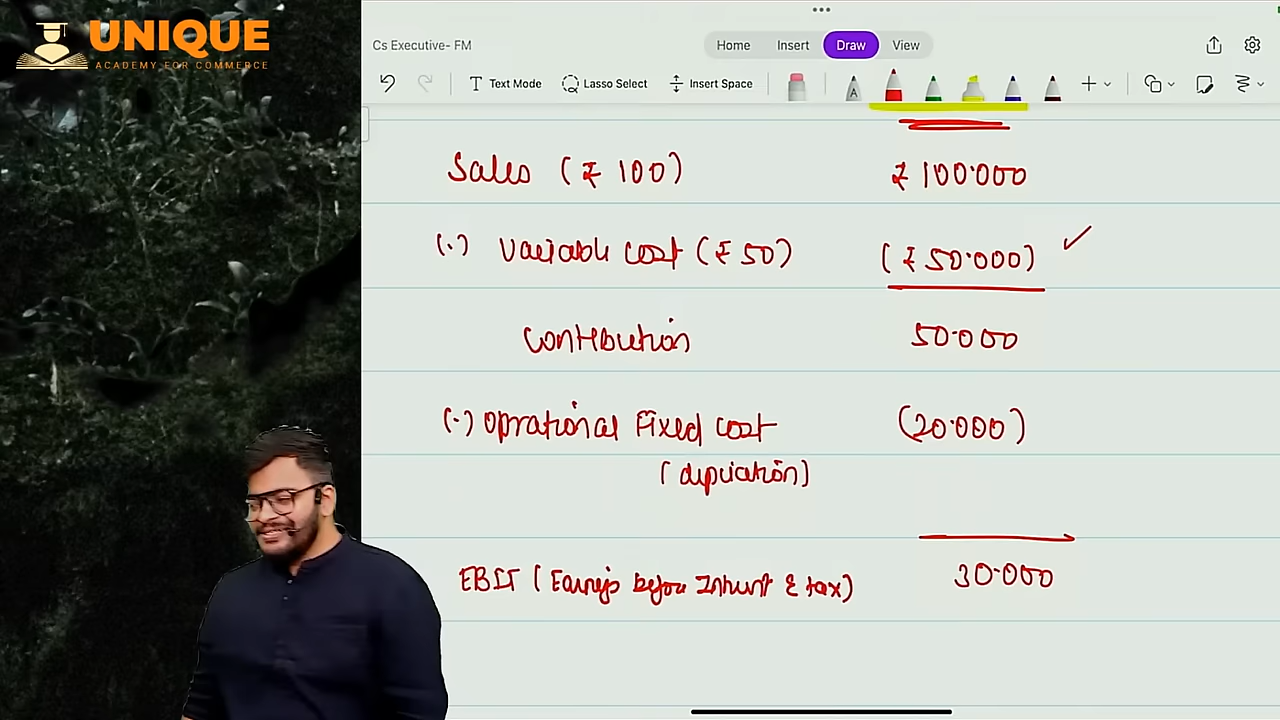 UNIQUE
ACADEMY FOR COMMERCE
Cs Executive- FM
Home Insert Draw View
Text Mode Lasso Select Insert Space
Sales (₹ 100) ₹ 100.000
(-) Variable cost (₹ 50) (₹ 50.000) ✓
Contribution 50.000
(-) Oprational Fixed cost (20.000)
(depriciation)
EBIT (Earnings before Interest & tax) 30.000